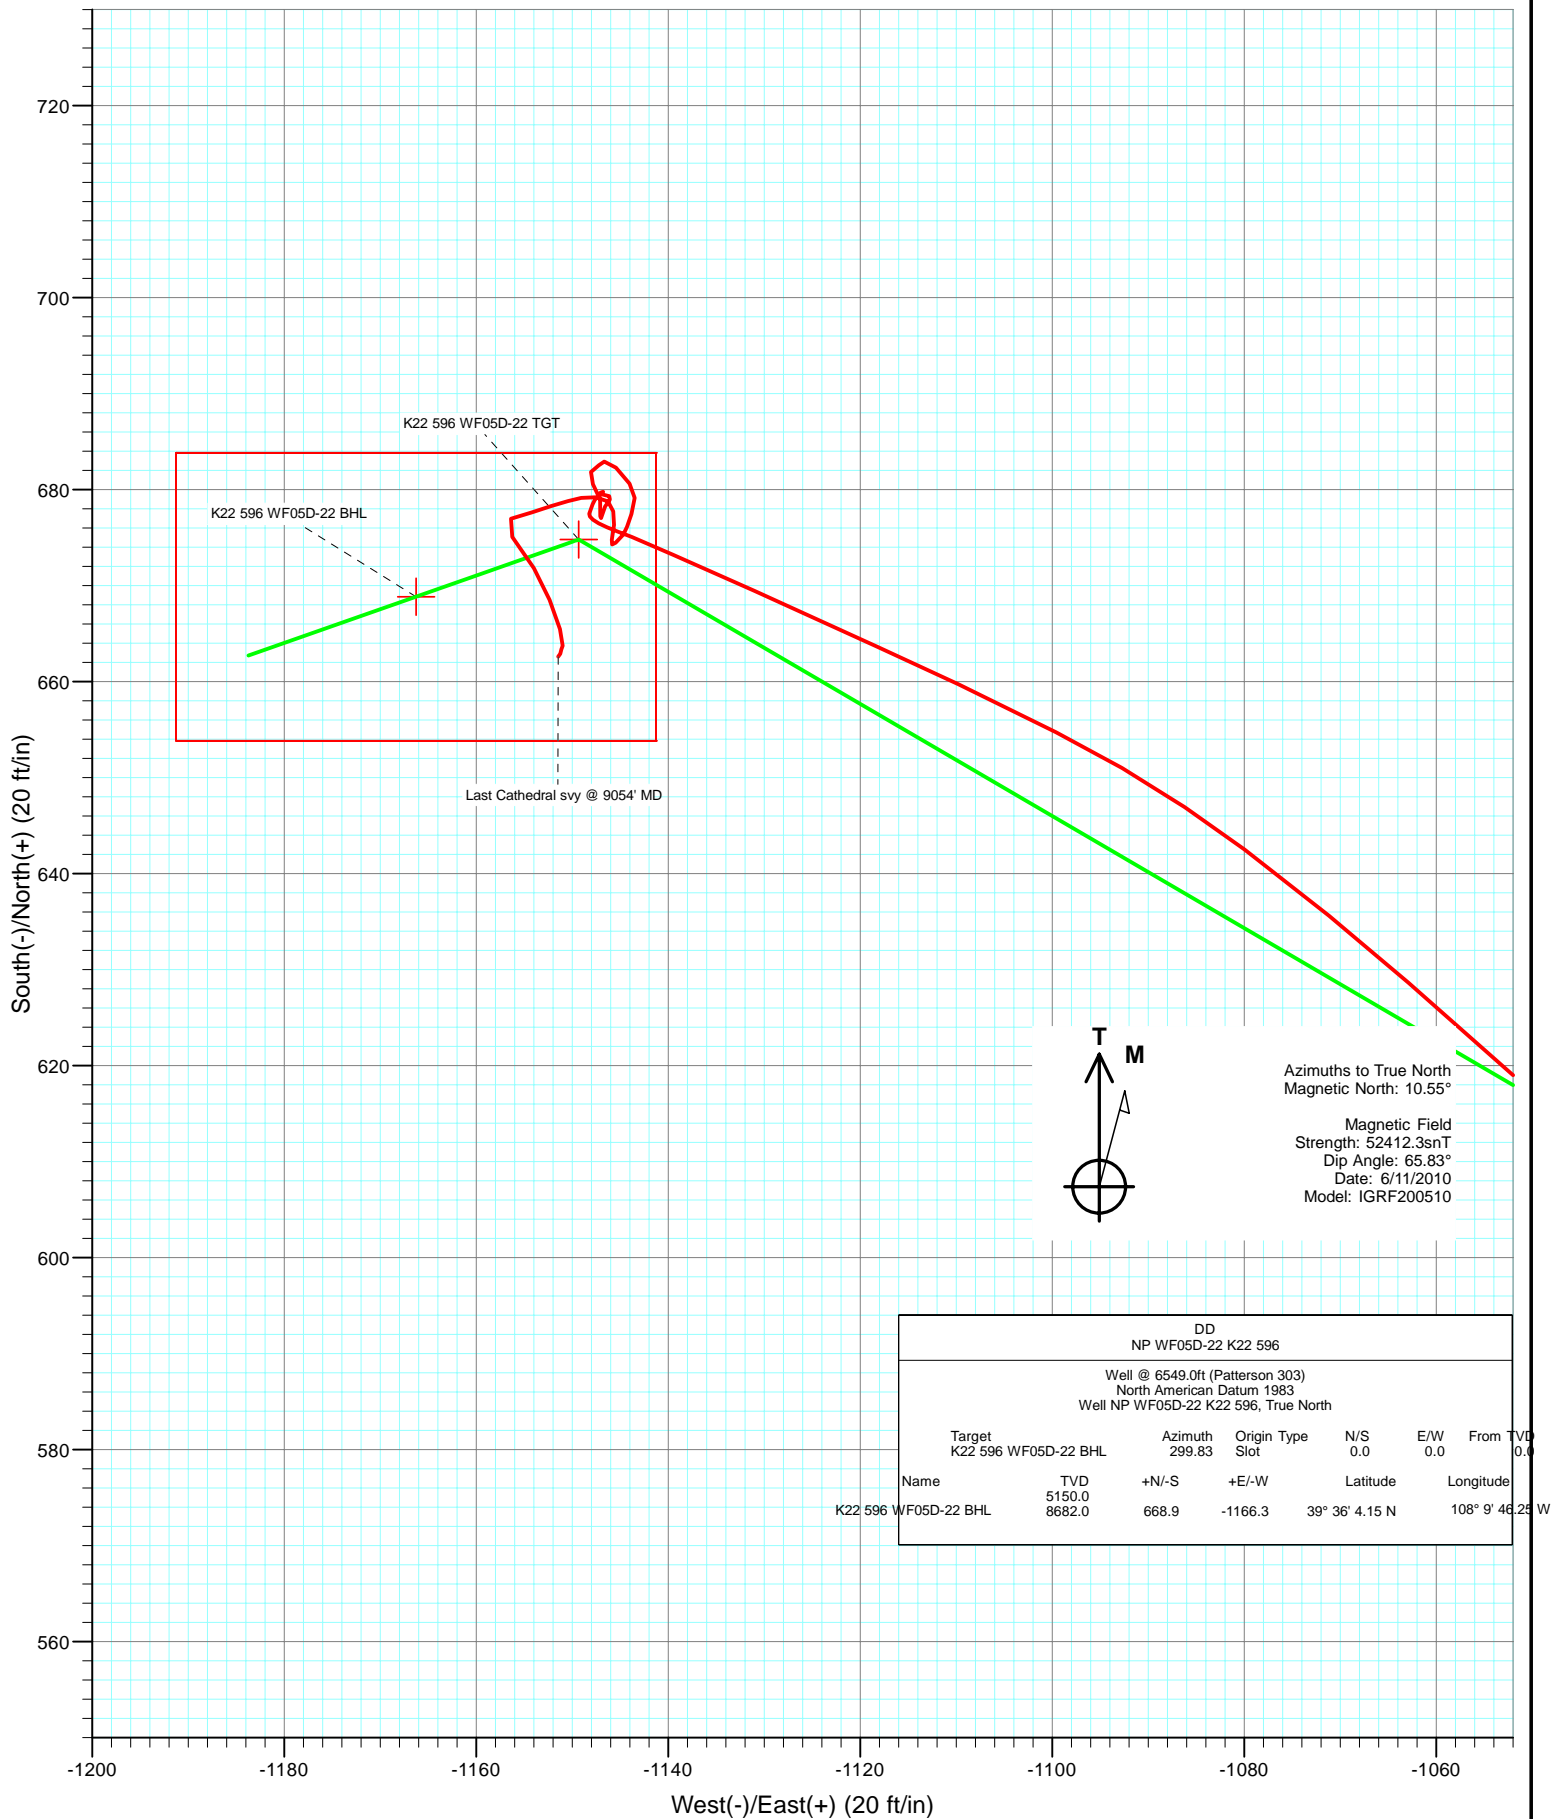 720
700
K22 596 WF05D-22 TGT
680
K22 596 WF05D-22 BHL
660
Last Cathedral svy @ 9054' MD
South(-)/North(+) (20 ft/in)
640
620
T
M
Azimuths to True North
Magnetic North: 10.55°
Magnetic Field
Strength: 52412.3snT
Dip Angle: 65.83°
Date: 6/11/2010
Model: IGRF200510
600
DD
NP WF05D-22 K22 596
Well @ 6549.0ft (Patterson 303)
North American Datum 1983
Well NP WF05D-22 K22 596, True North
Target Azimuth Origin Type N/S E/W From TVD
K22 596 WF05D-22 BHL 299.83 Slot 0.0 0.0 0.0
580
Name TVD +N/-S +E/-W Latitude Longitude
5150.0
K22 596 WF05D-22 BHL 8682.0 668.9 -1166.3 39° 36' 4.15 N 108° 9' 46.25 W
560
-1200 -1180 -1160 -1140 -1120 -1100 -1080 -1060
West(-)/East(+) (20 ft/in)